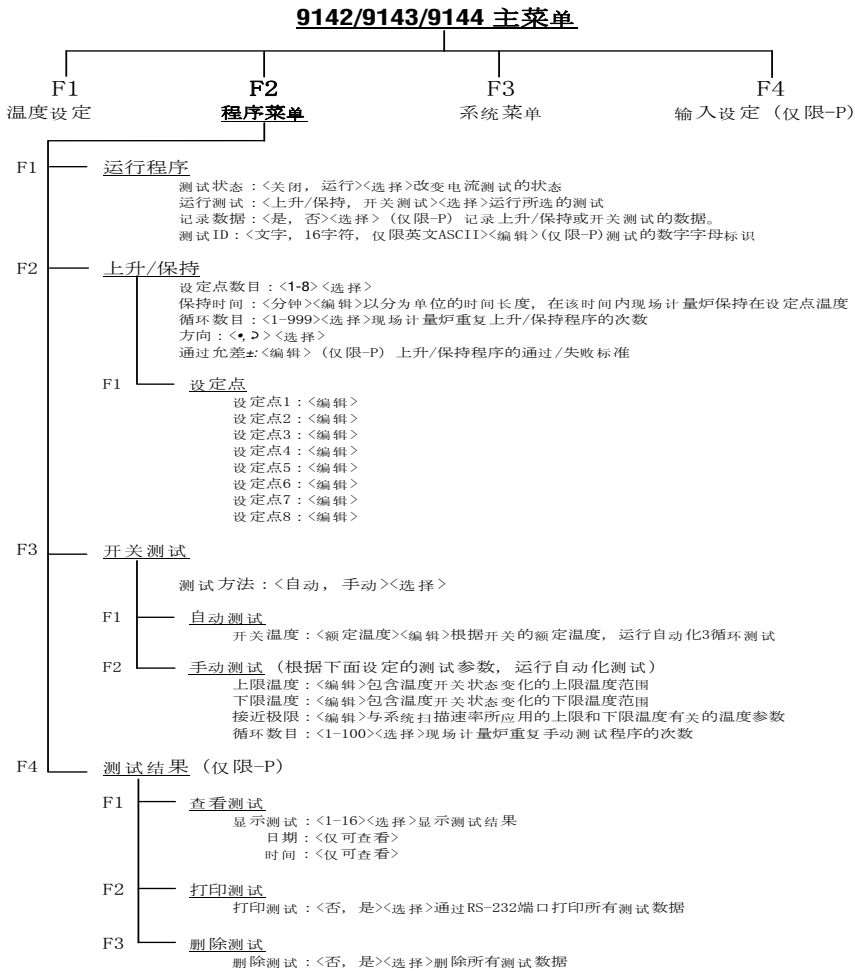 9142/9143/9144 主菜单
F1 F2 F3 F4
温度设定 程序菜单 系统菜单 输入设定 (仅限-P)
F1 运行程序
测试状态：<关闭, 运行><选择>改变电流测试的状态
运行测试：<上升/保持, 开关测试><选择>运行所选的测试
记录数据：<是, 否><选择> (仅限-P) 记录上升/保持或开关测试的数据。
测试ID：<文字, 16字符, 仅限英文ASCII><编辑>(仅限-P)测试的数字字母标识
F2 上升/保持
设定点数目：<1-8><选择>
保持时间：<分钟><编辑>以分为单位的时间长度, 在该时间内现场计量炉保持在设定点温度
循环数目：<1-999><选择>现场计量炉重复上升/保持程序的次数
方向：<•,><选择>
通过允差±:<编辑> (仅限-P) 上升/保持程序的通过/失败标准
F1 设定点
设定点1：<编辑>
设定点2：<编辑>
设定点3：<编辑>
设定点4：<编辑>
设定点5：<编辑>
设定点6：<编辑>
设定点7：<编辑>
设定点8：<编辑>
F3 开关测试
测试方法：<自动, 手动><选择>
F1 自动测试
开关温度：<额定温度><编辑>根据开关的额定温度, 运行自动化3循环测试
F2 手动测试 (根据下面设定的测试参数, 运行自动化测试)
上限温度：<编辑>包含温度开关状态变化的上限温度范围
下限温度：<编辑>包含温度开关状态变化的下限温度范围
接近极限：<编辑>与系统扫描速率所应用的上限和下限温度有关的温度参数
循环数目：<1-100><选择>现场计量炉重复手动测试程序的次数
F4 测试结果 (仅限-P)
F1 查看测试
显示测试：<1-16><选择>显示测试结果
日期：<仅可查看>
时间：<仅可查看>
F2 打印测试
打印测试：<否, 是><选择>通过RS-232端口打印所有测试数据
F3 删除测试
删除测试：<否, 是><选择>删除所有测试数据